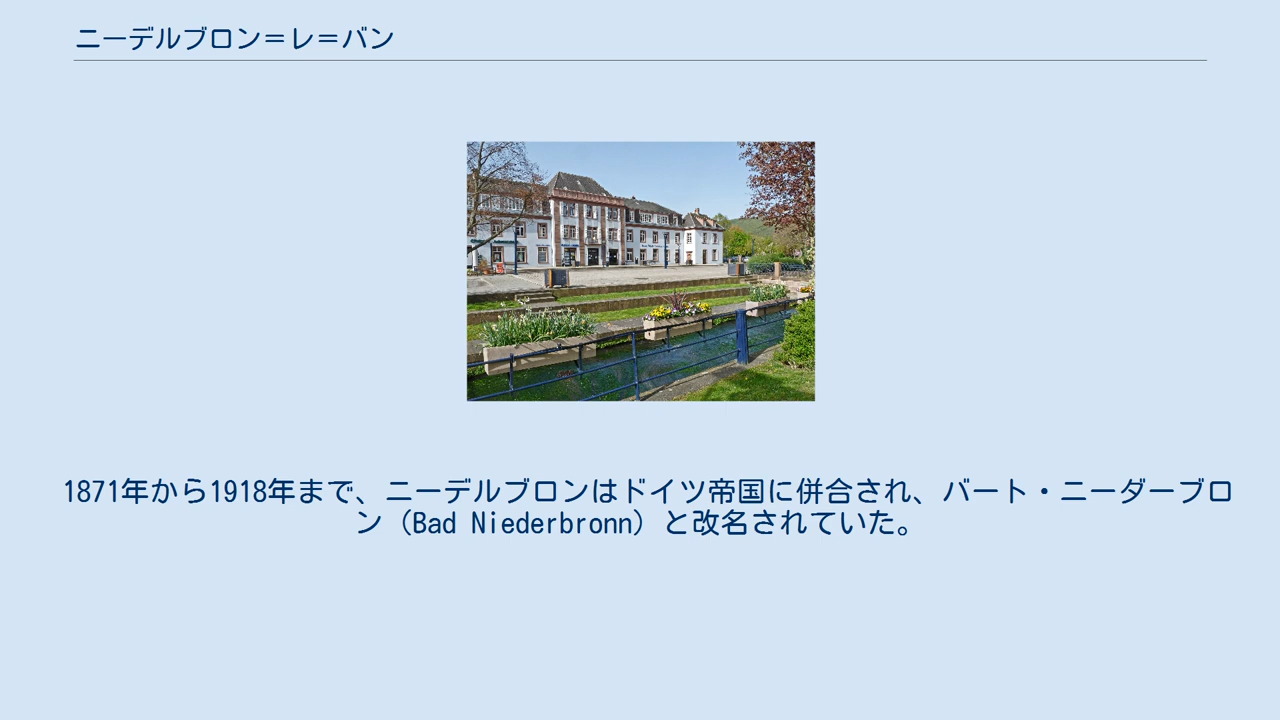 ニーデルブロン＝レ＝バン
1871年から1918年まで、ニーデルブロンはドイツ帝国に併合され、バート・ニーダーブロ
ン（Bad Niederbronn）と改名されていた。